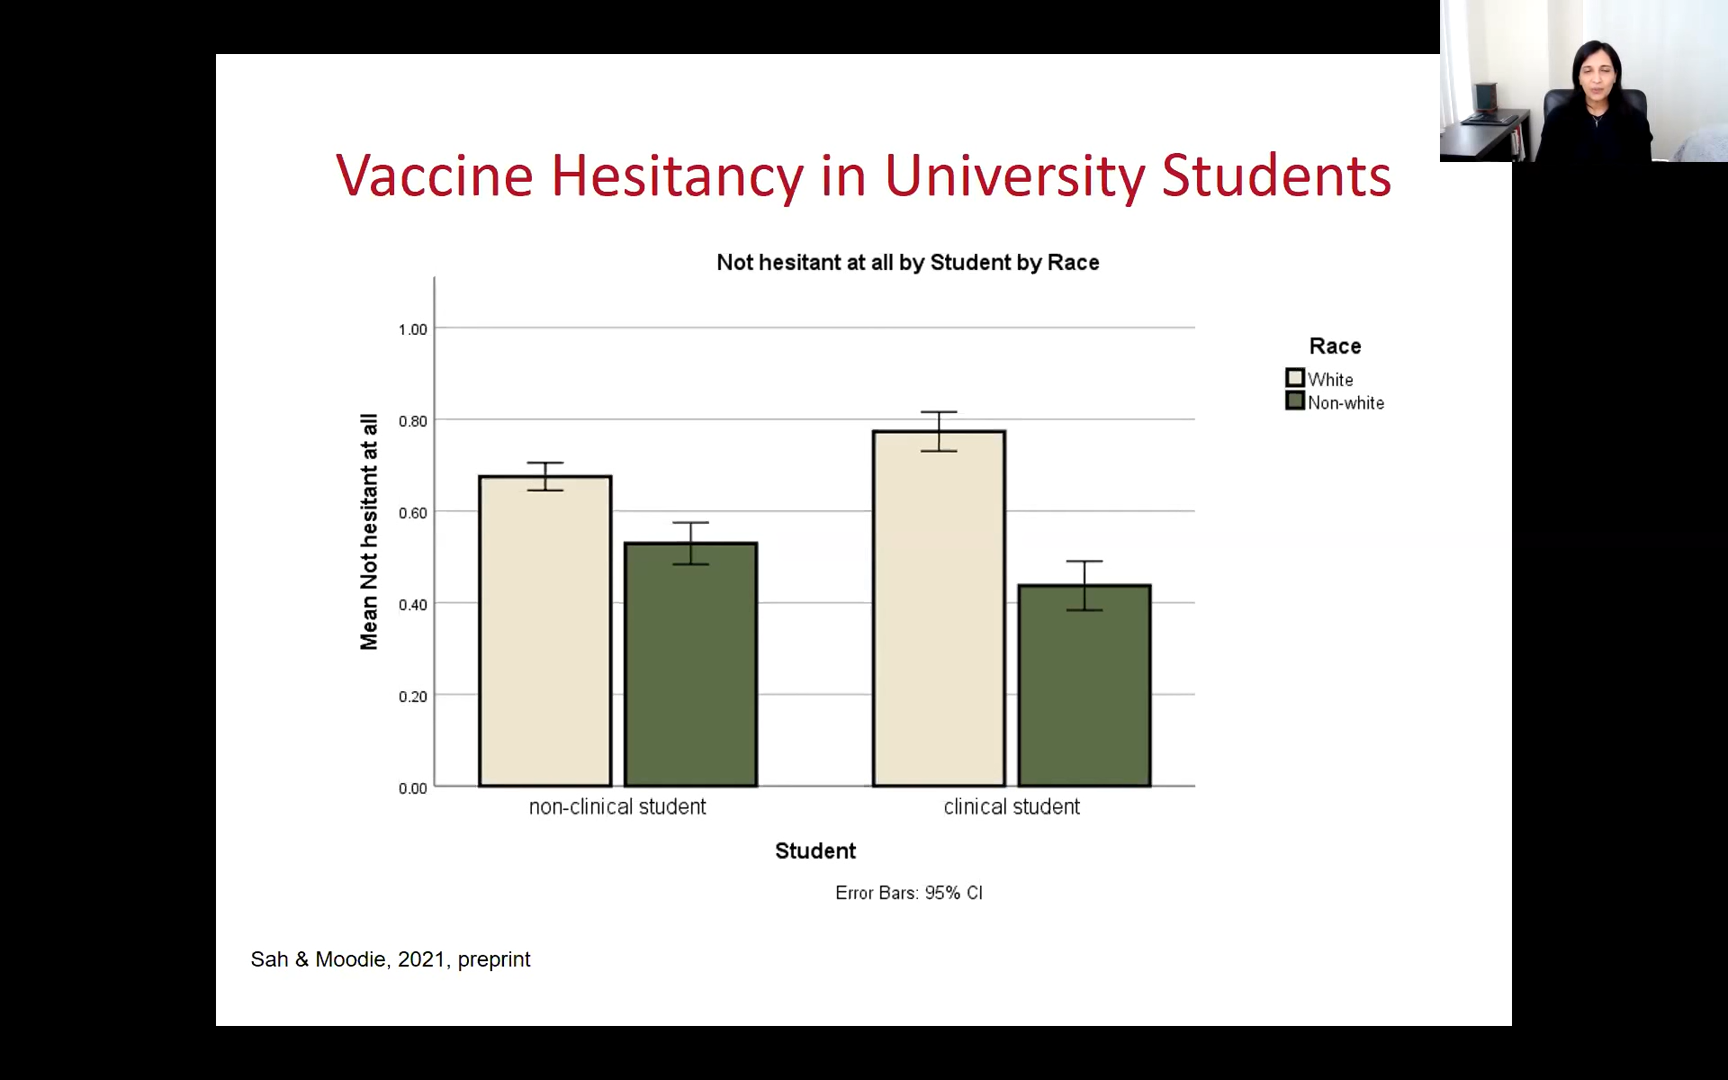 Vaccine Hesitancy in University Students
Not hesitant at all by Student by Race
Mean Not hesitant at all
1.00
0.80
0.60
0.40
0.20
0.00
non-clinical student
clinical student
Student
Error Bars: 95% CI
Race
White
Non-white
Sah & Moodie, 2021, preprint